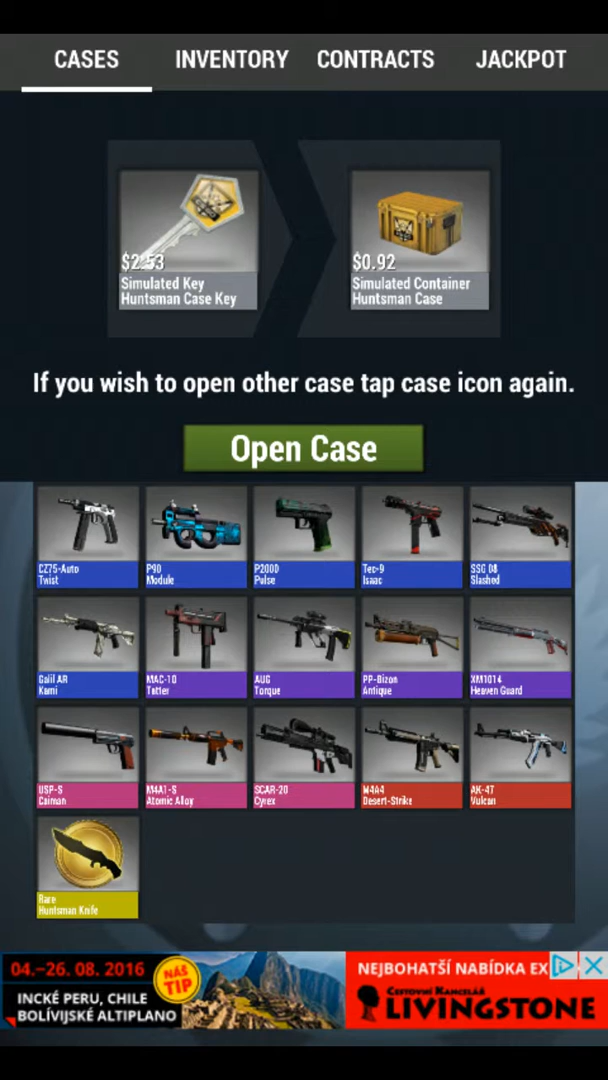 CASES INVENTORY CONTRACTS JACKPOT
$2.53
Simulated Key
Huntsman Case Key
$0.92
Simulated Container
Huntsman Case
If you wish to open other case tap case icon again.
Open Case
CZ75-Auto
Twist
P90
Module
P2000
Pulse
Tec-9
Isaac
SSG 08
Slashed
Galil AR
Kami
MAC-10
Tatter
AUG
Torque
PP-Bizon
Antique
XM1014
Heaven Guard
USP-S
Caiman
M4A1-S
Atomic Alloy
SCAR-20
Cyrex
M4A4
Desert-Strike
AK-47
Vulcan
Rare
Huntsman Knife
04.–26. 08. 2016
INCKÉ PERU, CHILE
BOLÍVIJSKÉ ALTIPLANO
NÁŠ
TIP
NEJBOHATŠÍ NABÍDKA EX
CESTOVNÍ KANCELÁŘ
LIVINGSTONE